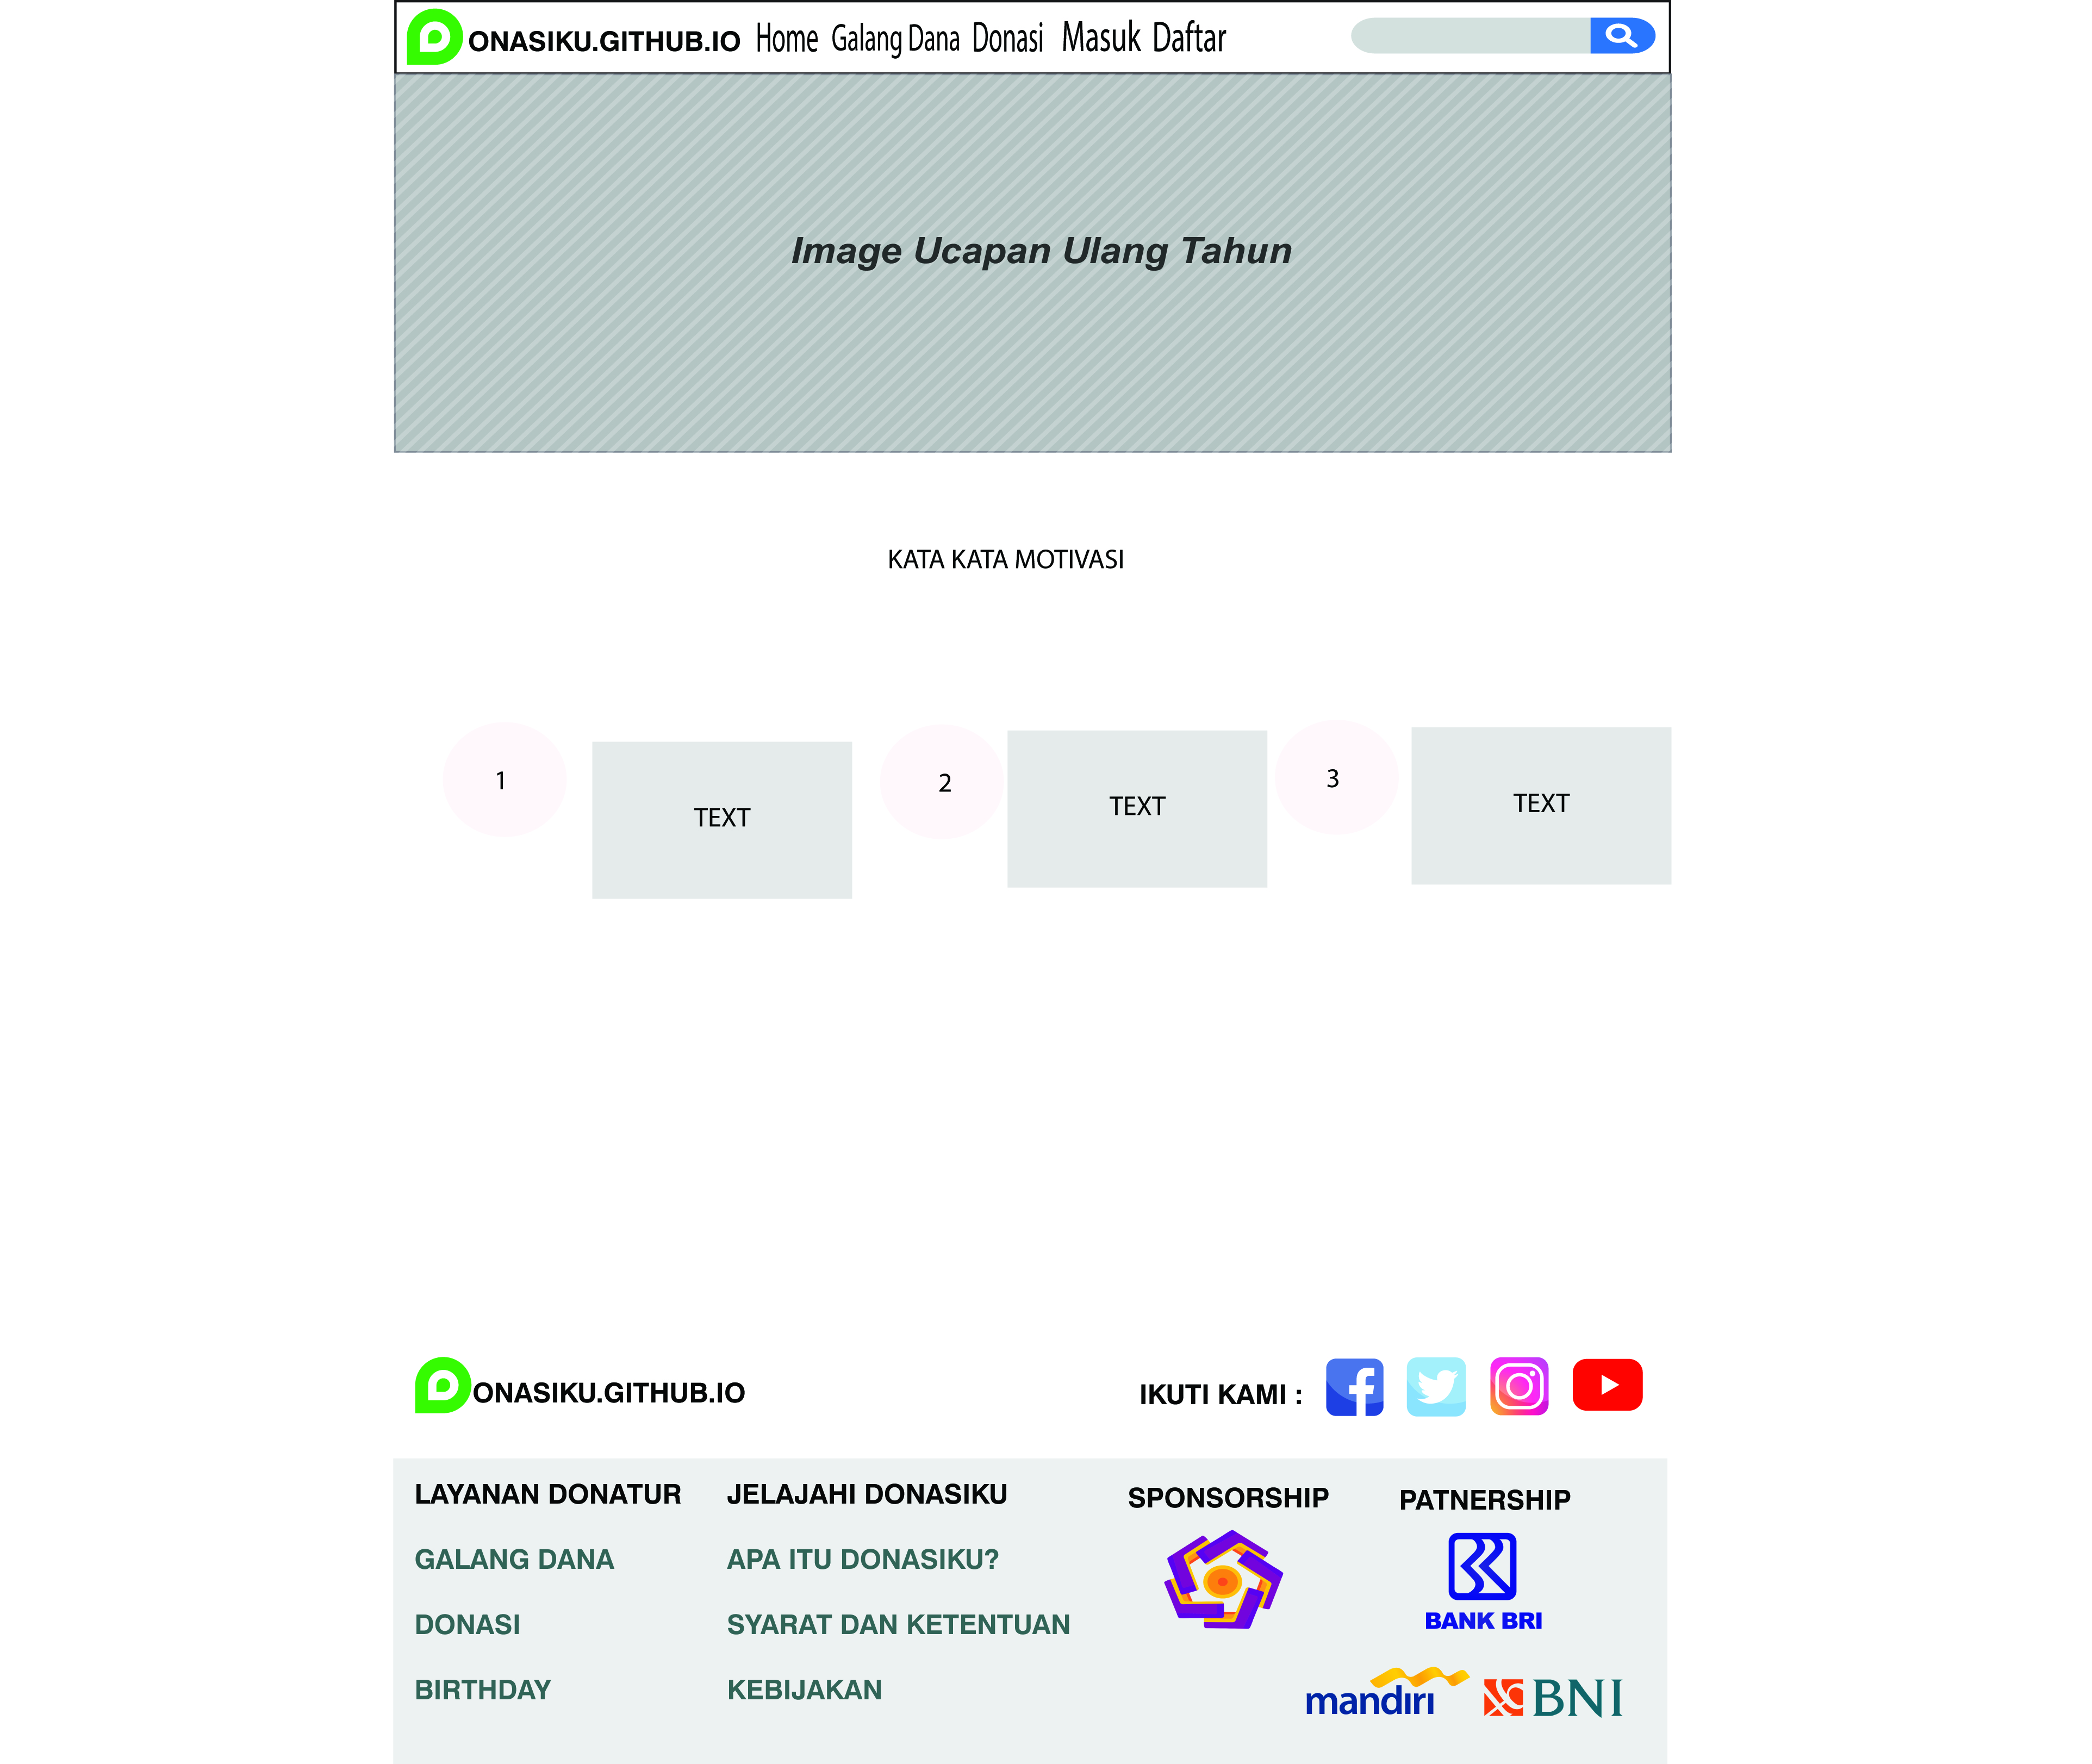 ONASIKU.GITHUB.IO Home Galang Dana Donasi Masuk Daftar
Image Ucapan Ulang Tahun
KATA KATA MOTIVASI
1 TEXT 2 TEXT 3 TEXT
ONASIKU.GITHUB.IO IKUTI KAMI :
LAYANAN DONATUR JELAJAHI DONASIKU SPONSORSHIP PATNERSHIP
GALANG DANA APA ITU DONASIKU?
DONASI SYARAT DAN KETENTUAN BANK BRI
BIRTHDAY KEBIJAKAN mandiri BNI